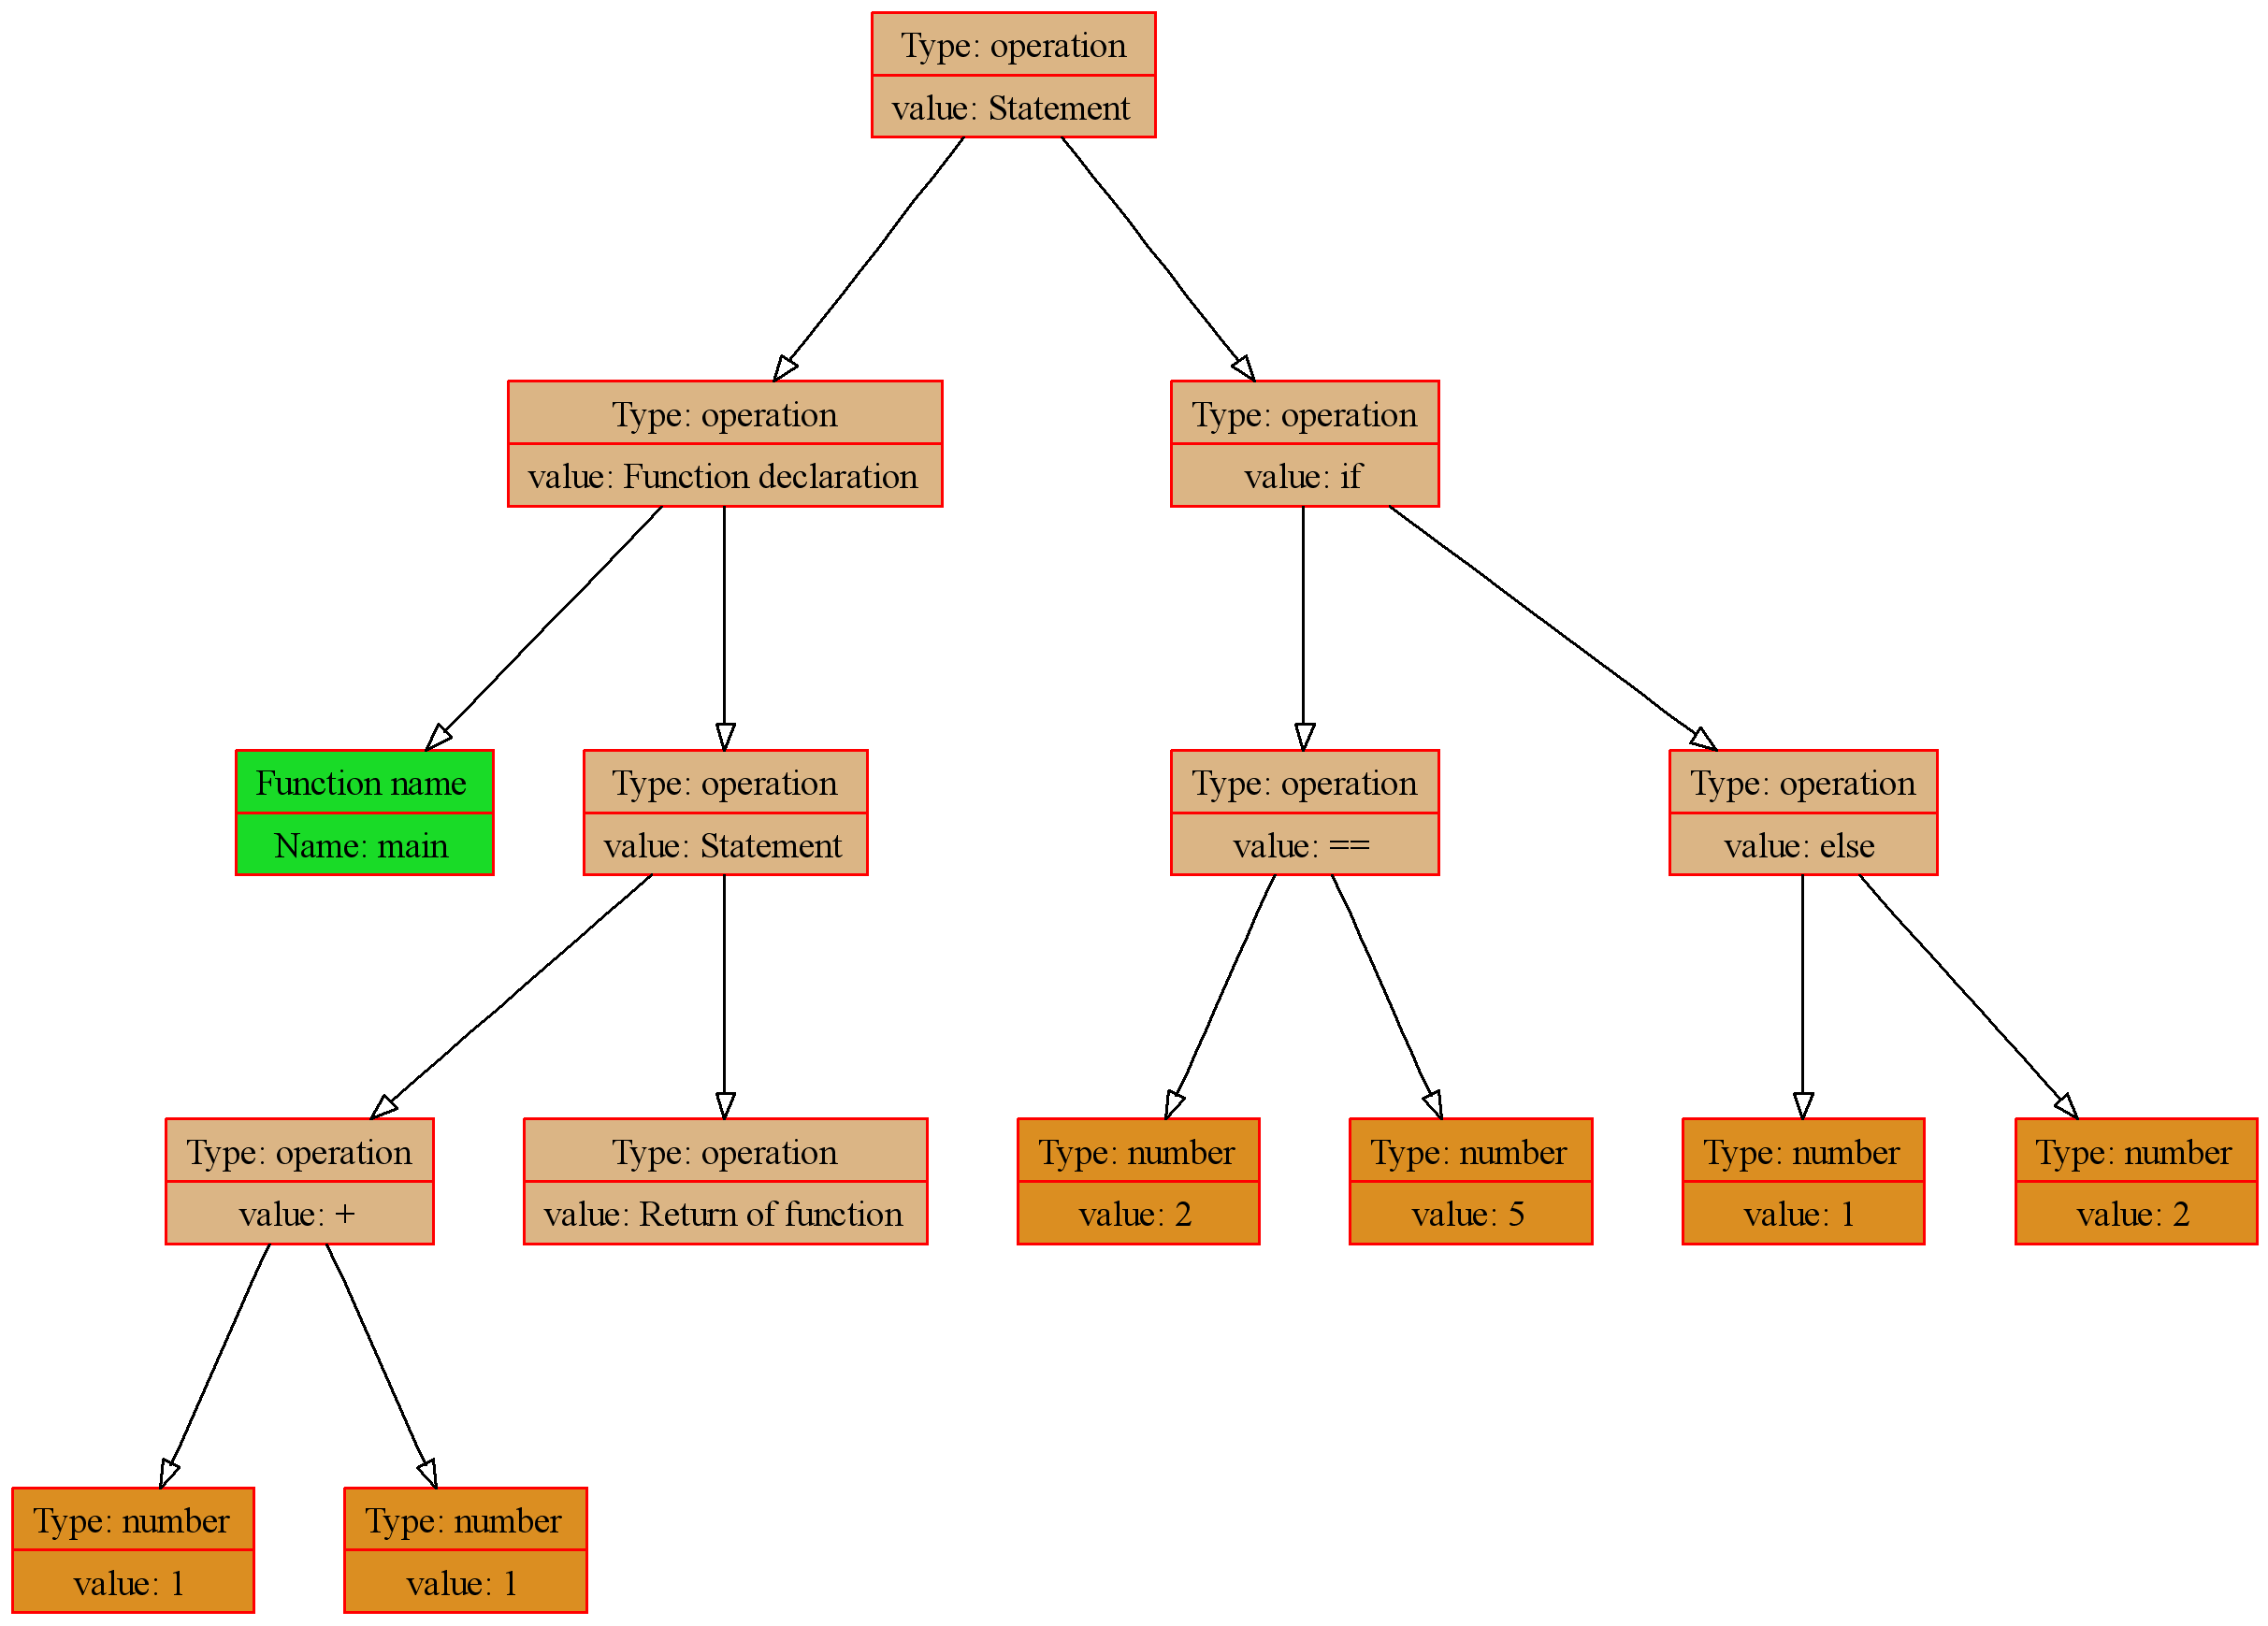 Type: operation
value: Statement
Type: operation
value: Function declaration
Type: operation
value: if
Function name
Name: main
Type: operation
value: Statement
Type: operation
value: ==
Type: operation
value: else
Type: operation
value: +
Type: operation
value: Return of function
Type: number
value: 2
Type: number
value: 5
Type: number
value: 1
Type: number
value: 2
Type: number
value: 1
Type: number
value: 1